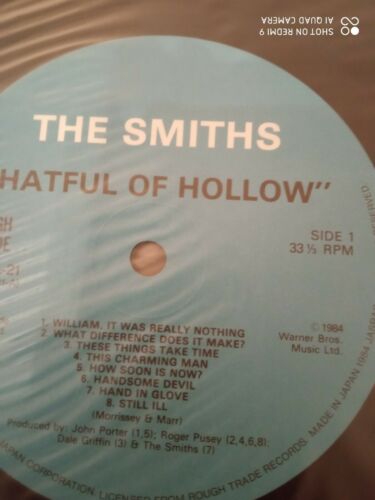 SHOT ON REDMI 9
AI QUAD CAMERA
THE SMITHS
HATFUL OF HOLLOW"
SIDE 1
33 ⅓ RPM
1. WILLIAM, IT WAS REALLY NOTHING
2. WHAT DIFFERENCE DOES IT MAKE?
3. THESE THINGS TAKE TIME
4. THIS CHARMING MAN
5. HOW SOON IS NOW?
6. HANDSOME DEVIL
7. HAND IN GLOVE
8. STILL ILL
(Morrissey & Marr)
Produced by: John Porter (1,5); Roger Pusey (2,4,6,8);
Dale Griffin (3) & The Smiths (7)
© 1984
Warner Bros.
Music Ltd.
JAPAN CORPORATION. LICENSED FROM ROUGH TRADE RECORDS. MADE IN JAPAN 1984
RESERVED.